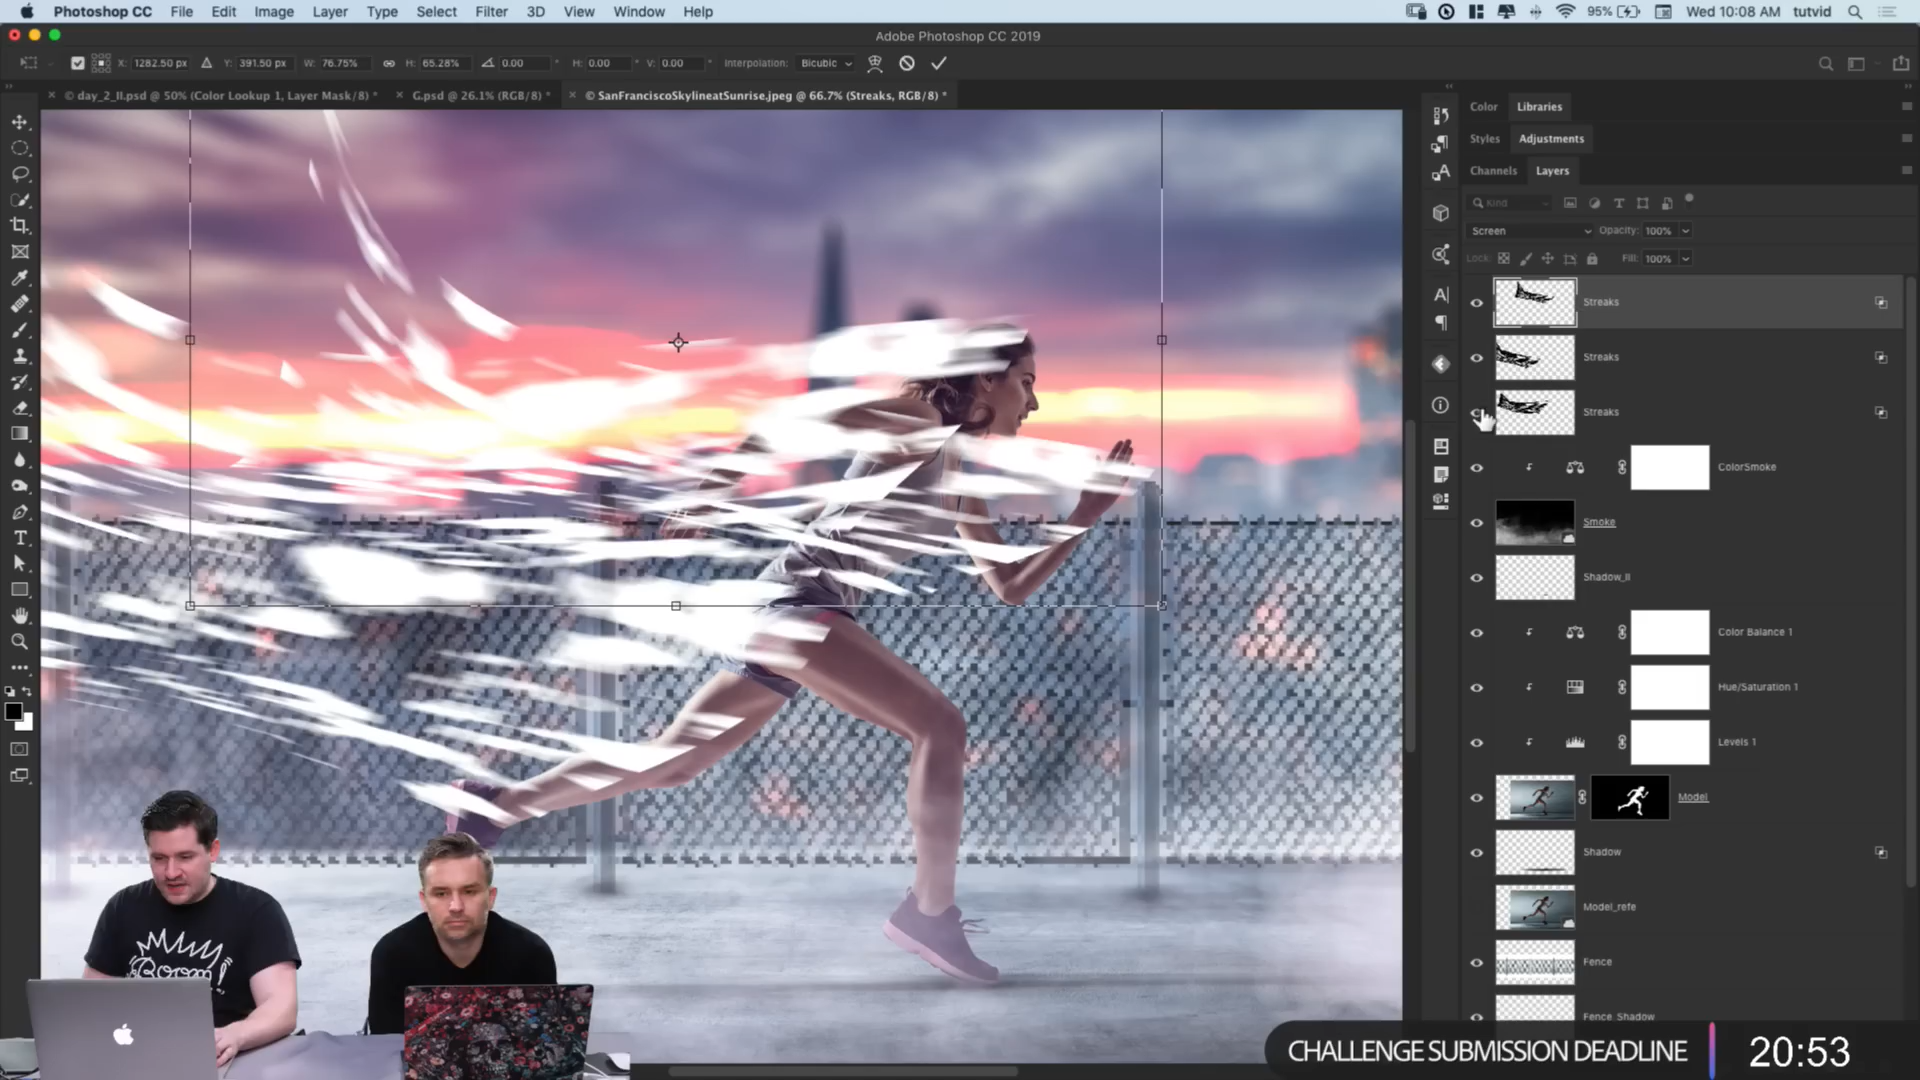 Photoshop CC File Edit Image Layer Type Select Filter 3D View Window Help 95% Wed 10:08 AM tutvid
Adobe Photoshop CC 2019
X: 1282.50 px Y: 391.50 px W: 76.75% H: 65.28% 0.00 ° H: 0.00 ° V: 0.00 ° Interpolation: Bicubic
× © day_2_II.psd @ 50% (Color Lookup 1, Layer Mask/8) * × G.psd @ 26.1% (RGB/8) * × © SanFranciscoSkylineatSunrise.jpeg @ 66.7% (Streaks, RGB/8) *
Color Libraries
Styles Adjustments
Channels Layers
Kind
Screen Opacity: 100%
Lock: Fill: 100%
Streaks
Streaks
Streaks
ColorSmoke
Smoke
Shadow_II
Color Balance 1
Hue/Saturation 1
Levels 1
Model
Shadow
Model_refe
Fence
Fence_Shadow
Boom!
CHALLENGE SUBMISSION DEADLINE 20:53